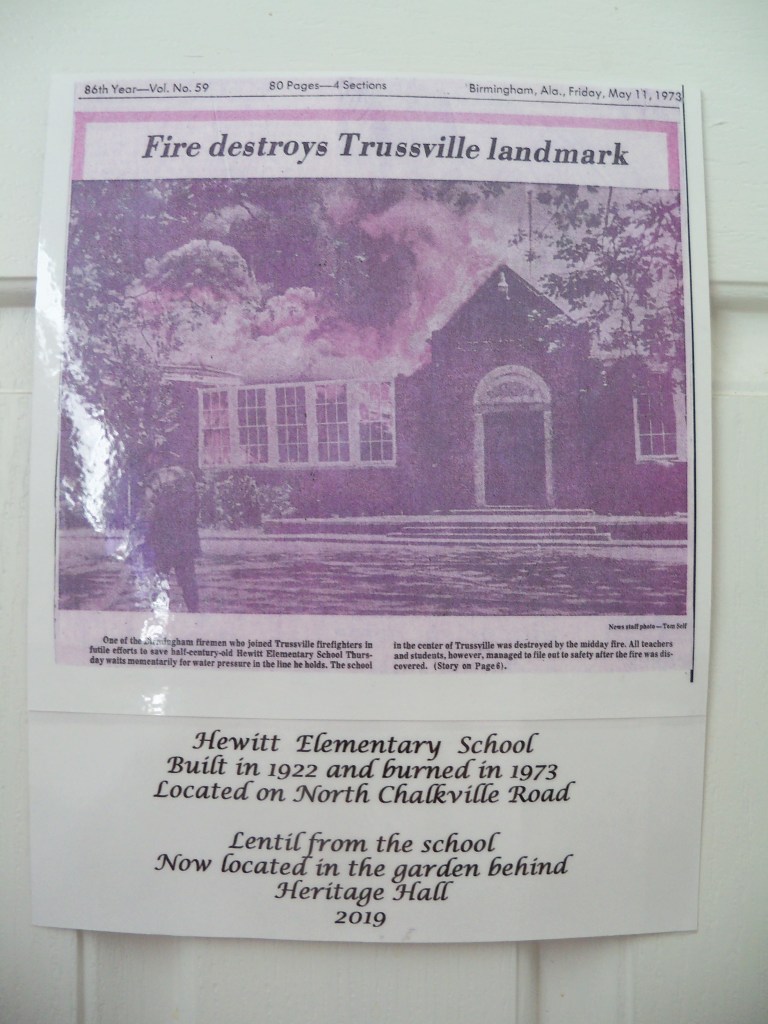 86th Year—Vol. No. 59 80 Pages—4 Sections Birmingham, Ala., Friday, May 11, 1973
Fire destroys Trussville landmark
News staff photo—Tom Self
One of the Birmingham firemen who joined Trussville firefighters in
futile efforts to save half-century-old Hewitt Elementary School Thurs-
day waits momentarily for water pressure in the line he holds. The school
in the center of Trussville was destroyed by the midday fire. All teachers
and students, however, managed to file out to safety after the fire was dis-
covered. (Story on Page 6).
Hewitt Elementary School
Built in 1922 and burned in 1973
Located on North Chalkville Road
Lentil from the school
Now located in the garden behind
Heritage Hall
2019